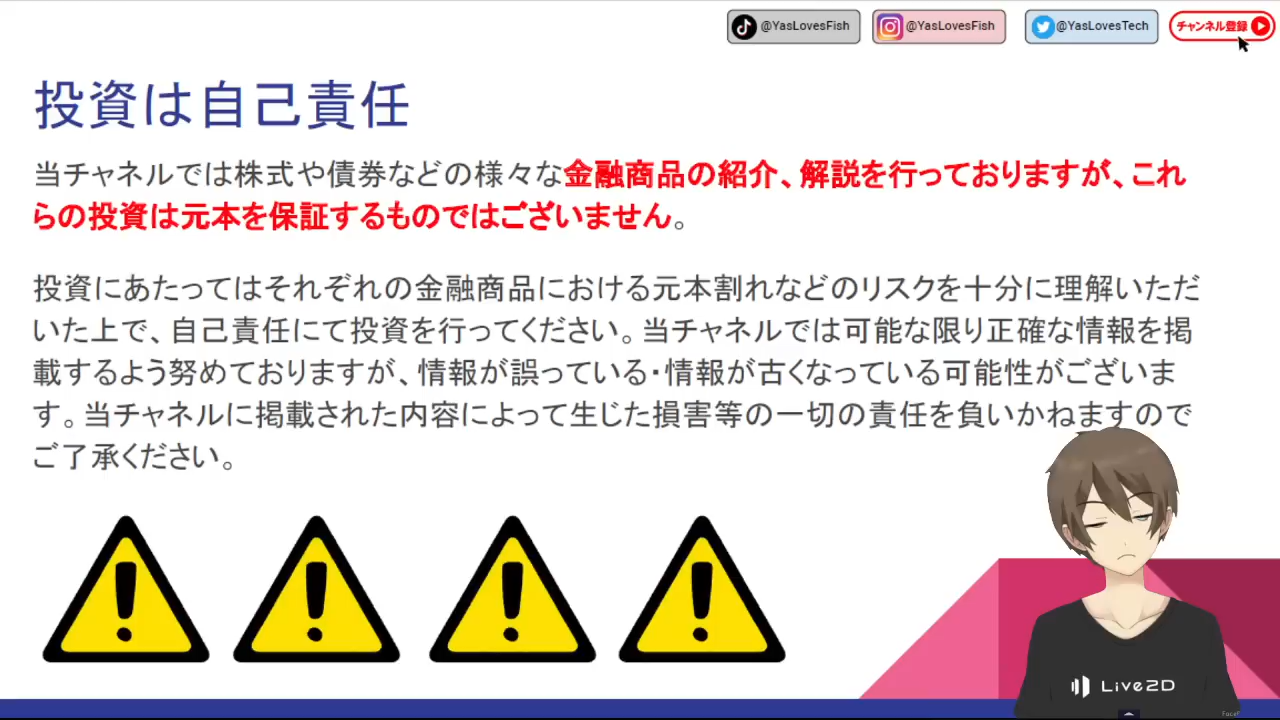 @YasLovesFish @YasLovesFish @YasLovesTech チャンネル登録
投資は自己責任
当チャネルでは株式や債券などの様々な金融商品の紹介、解説を行っておりますが、これ
らの投資は元本を保証するものではございません。
投資にあたってはそれぞれの金融商品における元本割れなどのリスクを十分に理解いただ
いた上で、自己責任にて投資を行ってください。当チャネルでは可能な限り正確な情報を掲
載するよう努めておりますが、情報が誤っている・情報が古くなっている可能性がございま
す。当チャネルに掲載された内容によって生じた損害等の一切の責任を負いかねますので
ご了承ください。
Live2D